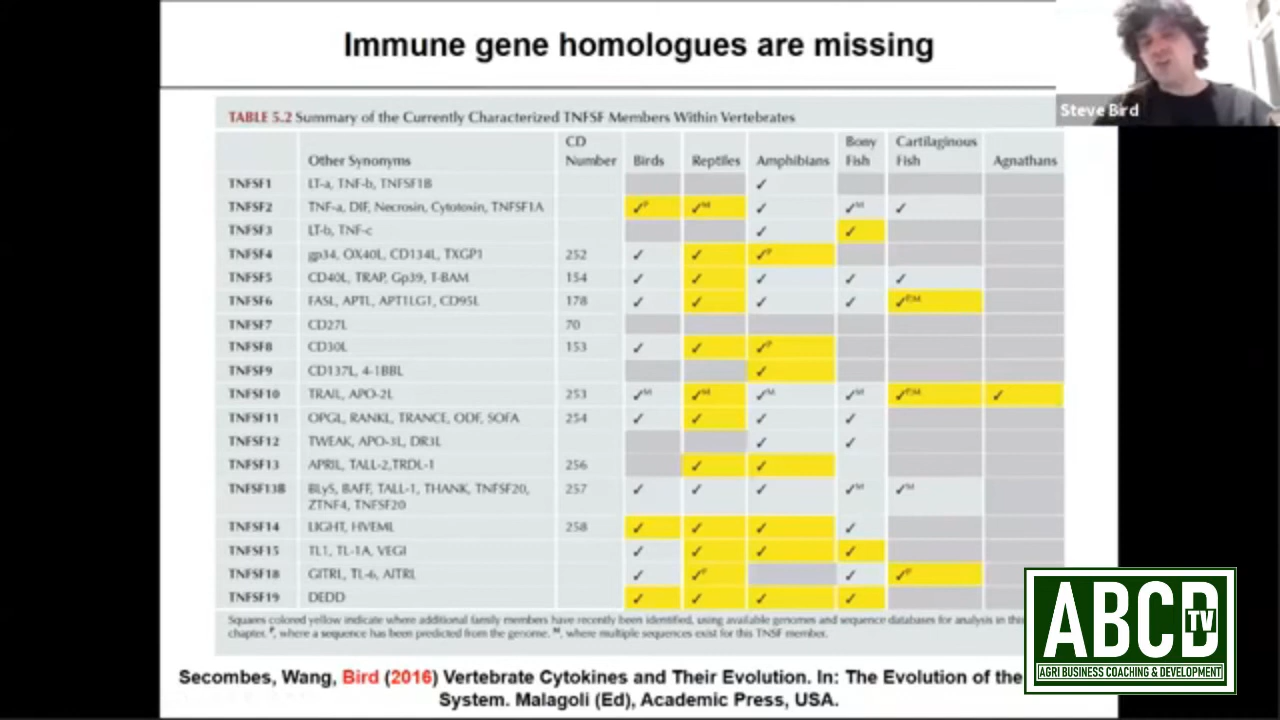 Immune gene homologues are missing
Steve Bird
TABLE 5.2 Summary of the Currently Characterized TNFSF Members Within Vertebrates
Other Synonyms CD Number Birds Reptiles Amphibians Bony Fish Cartilaginous Fish Agnathans
TNFSF1 LT-a, TNF-b, TNFSF1B ✓
TNFSF2 TNF-a, DIF, Necrosin, Cytotoxin, TNFSF1A ✓P ✓M ✓ ✓M ✓
TNFSF3 LT-b, TNF-c ✓ ✓
TNFSF4 gp34, OX40L, CD134L, TXGP1 252 ✓ ✓ ✓P
TNFSF5 CD40L, TRAP, Gp39, T-BAM 154 ✓ ✓ ✓ ✓ ✓
TNFSF6 FASL, APTL, APT1LG1, CD95L 178 ✓ ✓ ✓ ✓ ✓P/M
TNFSF7 CD27L 70
TNFSF8 CD30L 153 ✓ ✓ ✓P
TNFSF9 CD137L, 4-1BBL ✓
TNFSF10 TRAIL, APO-2L 253 ✓M ✓M ✓M ✓M ✓P/M ✓
TNFSF11 OPGL, RANKL, TRANCE, ODF, SOFA 254 ✓ ✓ ✓ ✓
TNFSF12 TWEAK, APO-3L, DR3L ✓ ✓
TNFSF13 APRIL, TALL-2,TRDL-1 256 ✓ ✓
TNFSF13B BLyS, BAFF, TALL-1, THANK, TNFSF20, 257 ✓ ✓ ✓ ✓M ✓M
ZTNF4, TNFSF20
TNFSF14 LIGHT, HVEML 258 ✓ ✓ ✓ ✓
TNFSF15 TL1, TL-1A, VEGI ✓ ✓ ✓ ✓
TNFSF18 GITRL, TL-6, AITRL ✓ ✓P ✓ ✓P
TNFSF19 DEDD ✓ ✓ ✓ ✓
Squares colored yellow indicate where additional family members have recently been identified, using available genomes and sequence databases for analysis in this
chapter. P, where a sequence has been predicted from the genome. M, where multiple sequences exist for this TNSF member.
Secombes, Wang, Bird (2016) Vertebrate Cytokines and Their Evolution. In: The Evolution of the
System. Malagoli (Ed), Academic Press, USA.
ABCD TV
AGRI BUSINESS COACHING & DEVELOPMENT